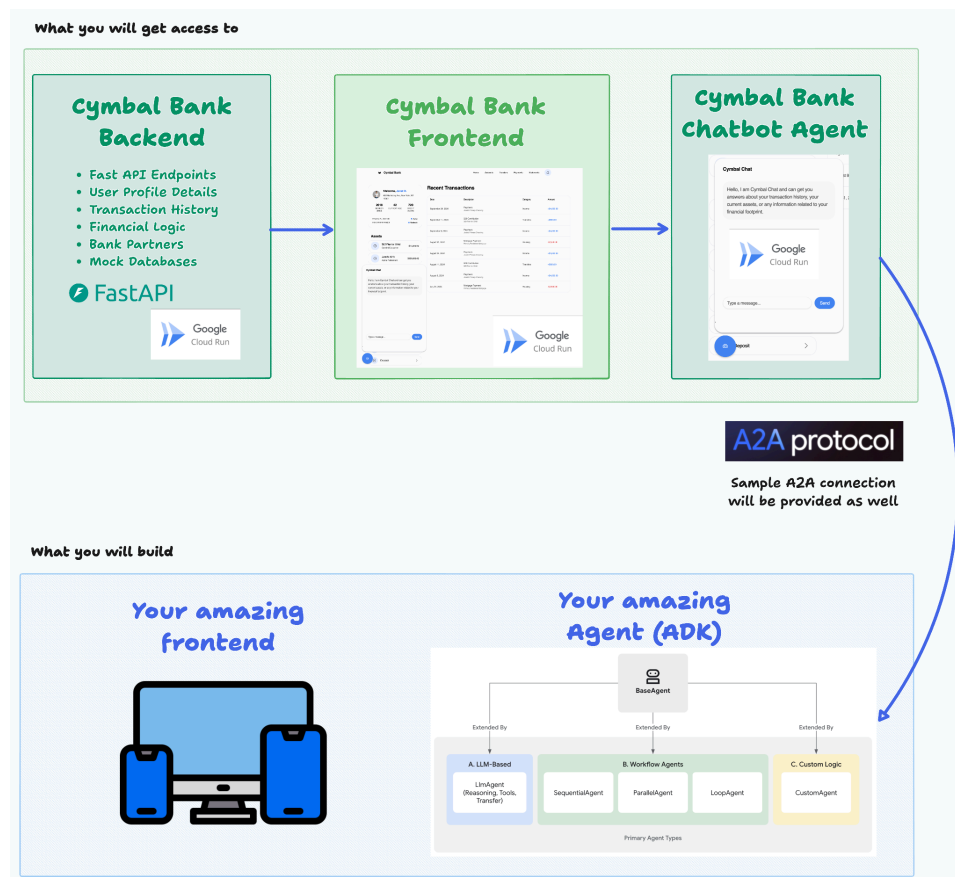 What you will get access to
Cymbal Bank
Backend
Fast API Endpoints
User Profile Details
Transaction History
Financial Logic
Bank Partners
Mock Databases
FastAPI
Google
Cloud Run
Cymbal Bank
Frontend
Cymbal Bank
Recent Transactions
Assets
Cymbal Chat
Google
Cloud Run
Cymbal Bank
Chatbot Agent
Cymbal Chat
Hello, I am Cymbal Chat and can get you
answers about your transaction history, your
current assets, or any information related to your
financial footprint.
Google
Cloud Run
Type a message...
Send
Deposit
A2A protocol
Sample A2A connection
will be provided as well
What you will build
Your amazing
frontend
Your amazing
Agent (ADK)
BaseAgent
Extended By
Extended By
Extended By
A. LLM-Based
LlmAgent
(Reasoning, Tools,
Transfer)
B. Workflow Agents
SequentialAgent
ParallelAgent
LoopAgent
C. Custom Logic
CustomAgent
Primary Agent Types